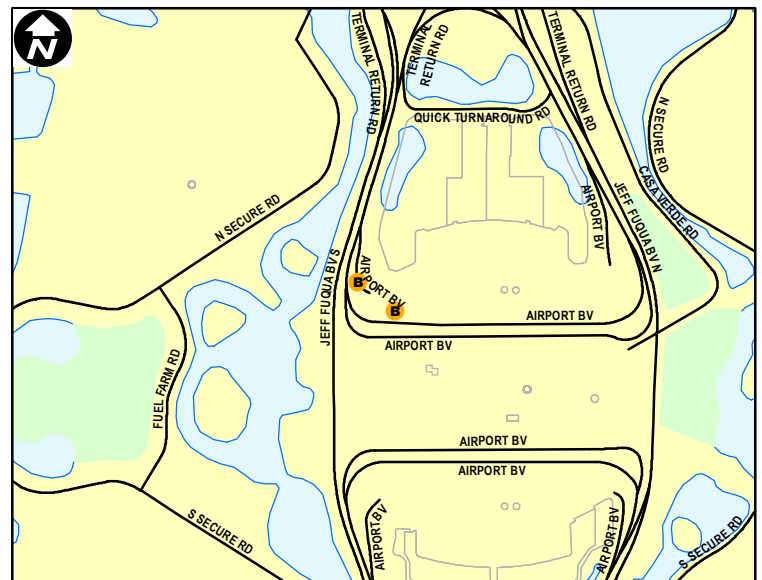 N
TERMINAL RETURN RD
TERMINAL
RETURN RD
TERMINAL RETURN RD
QUICK TURNAROUND RD
N SECURE RD
CASA VERDE RD
N SECURE RD
AIRPORT BV
JEFF FUQUA BV N
JEFF FUQUA BV S
AIRPORT BV
B
B
AIRPORT BV
AIRPORT BV
FUEL FARM RD
AIRPORT BV
AIRPORT BV
S SECURE RD
AIRPORT BV
AIRPORT BV
S SECURE RD